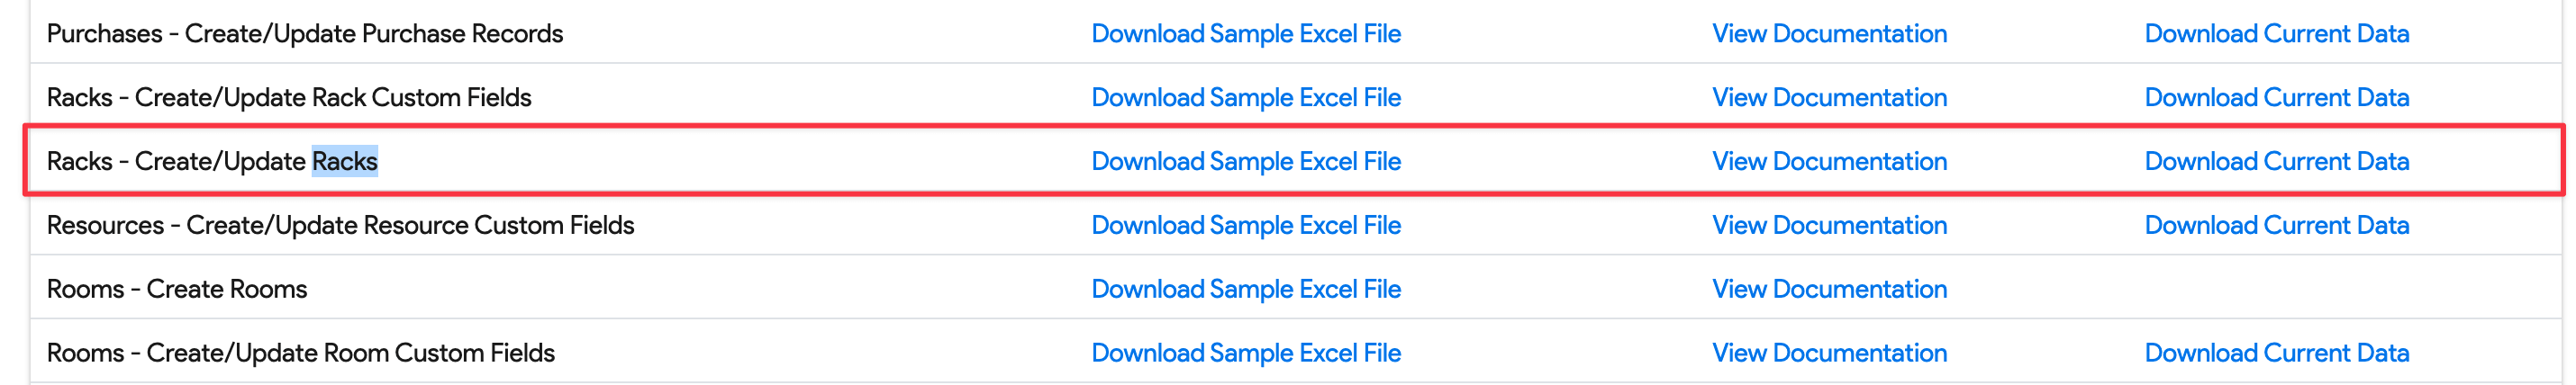 Purchases - Create/Update Purchase Records Download Sample Excel File View Documentation Download Current Data
Racks - Create/Update Rack Custom Fields Download Sample Excel File View Documentation Download Current Data
Racks - Create/Update Racks Download Sample Excel File View Documentation Download Current Data
Resources - Create/Update Resource Custom Fields Download Sample Excel File View Documentation Download Current Data
Rooms - Create Rooms Download Sample Excel File View Documentation
Rooms - Create/Update Room Custom Fields Download Sample Excel File View Documentation Download Current Data